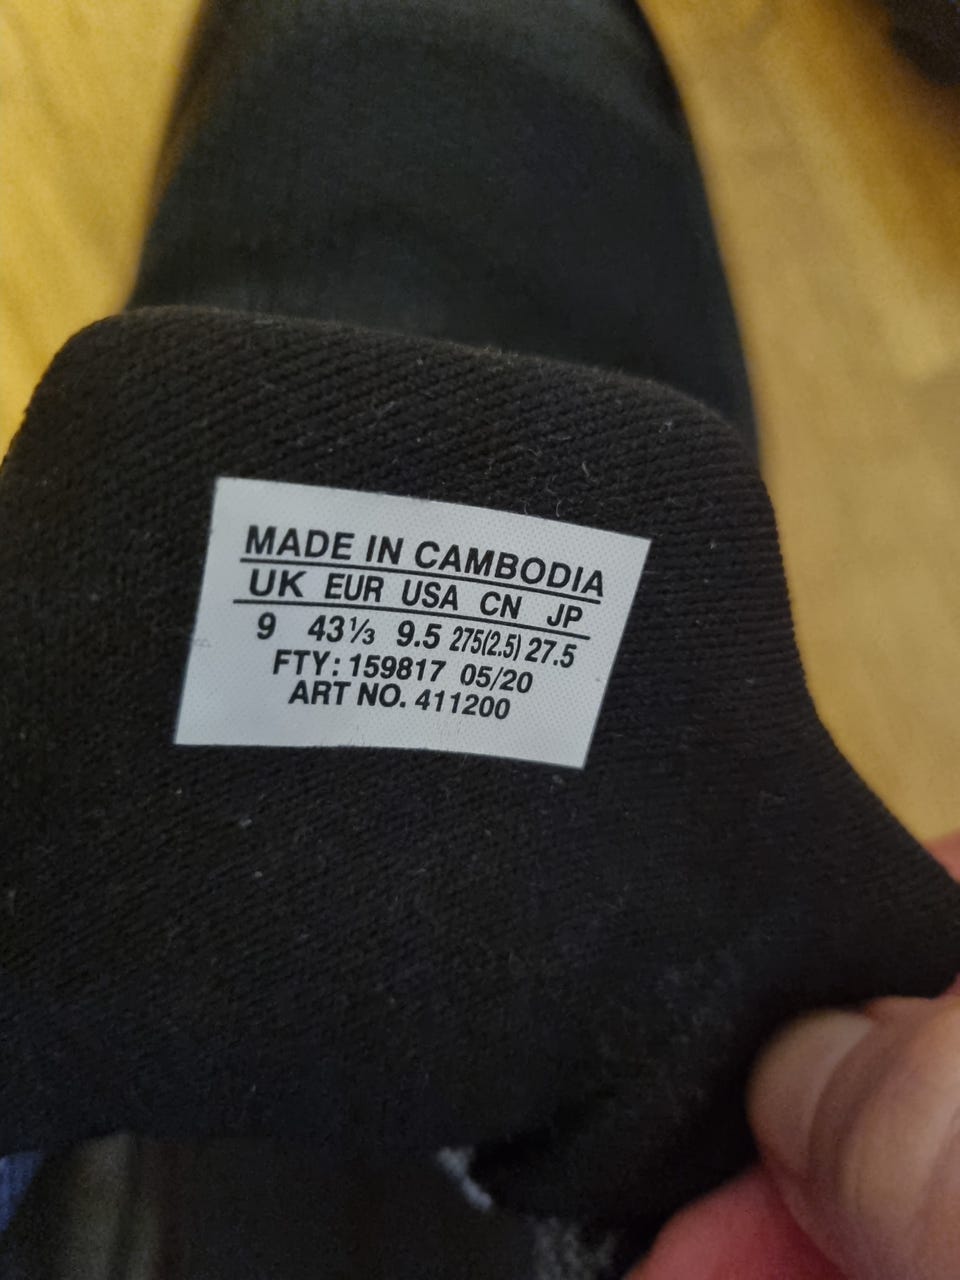 MADE IN CAMBODIA
UK EUR USA CN JP
9 43⅓ 9.5 275(2.5) 27.5
FTY: 159817 05/20
ART NO. 411200